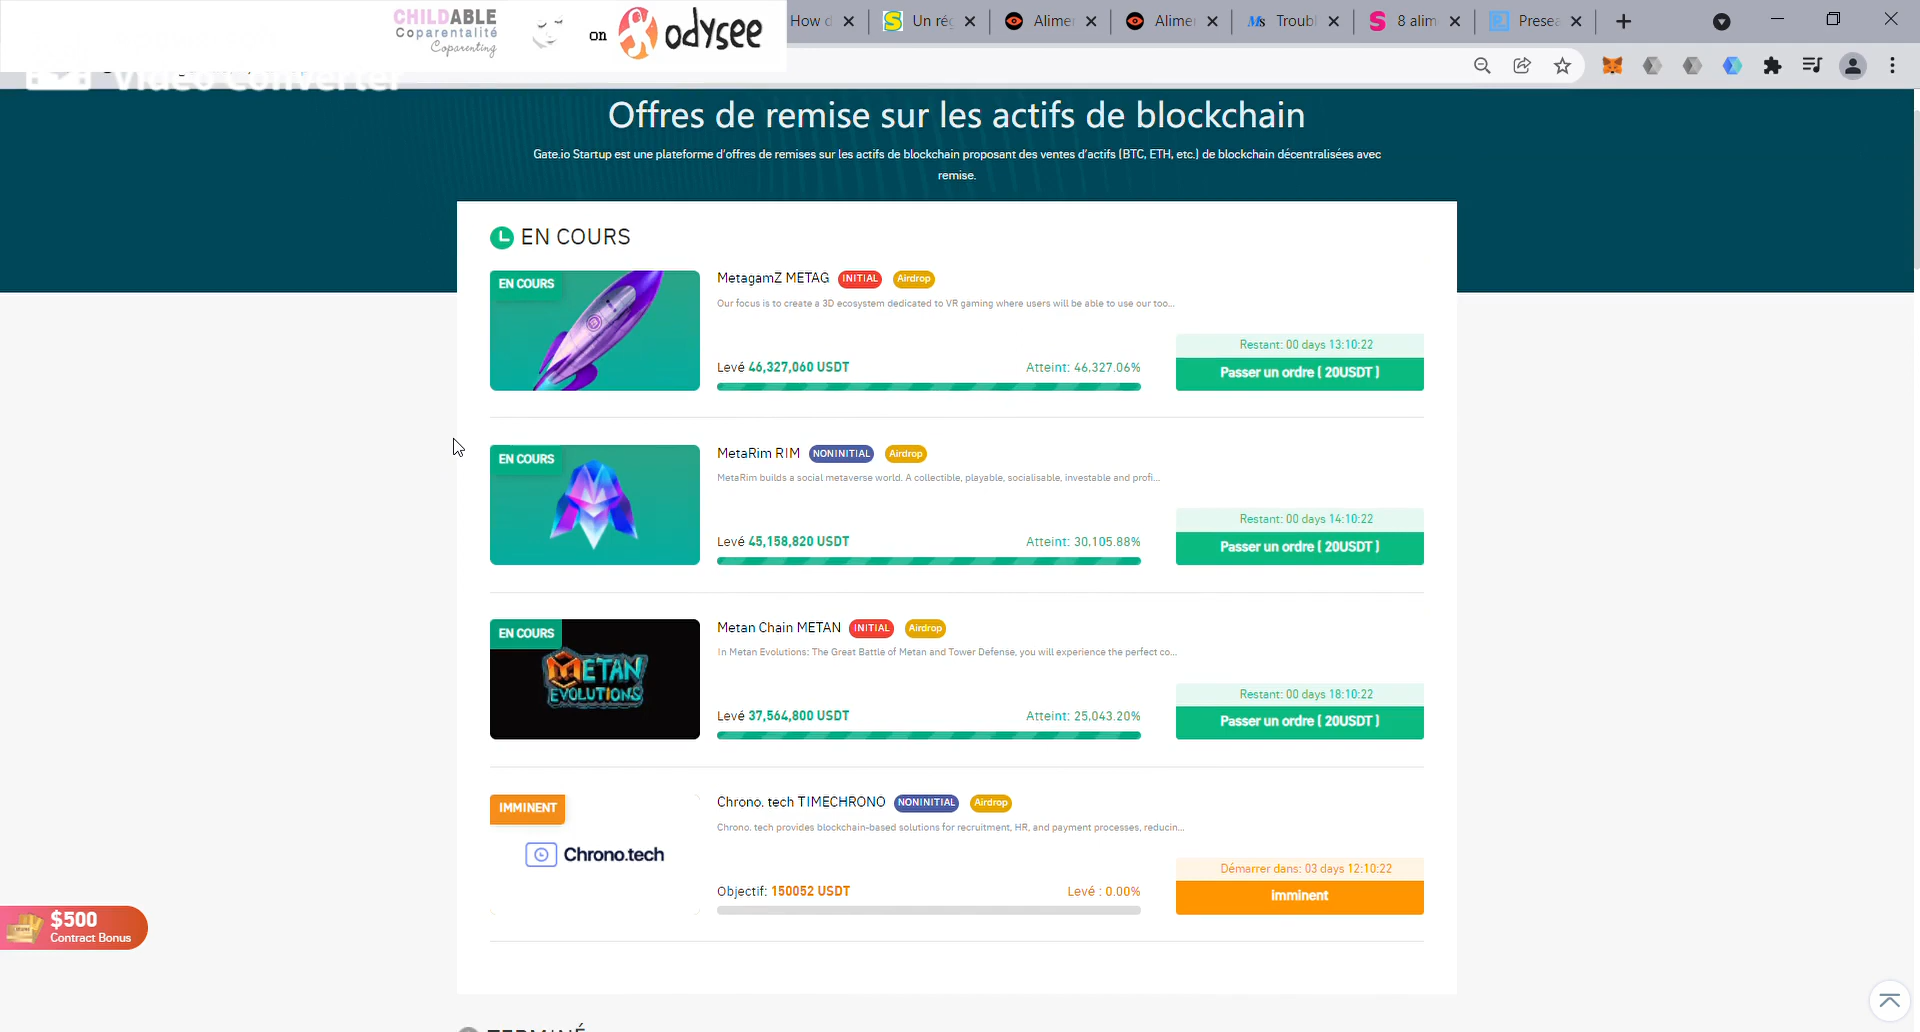 CHILDABLE
Coparentalité
Coparenting
on
odysee
How d
Un rég
Alimen
Alimen
Ms
Troubl
8 alim
Presea
Video Converter
Offres de remise sur les actifs de blockchain
Gate.io Startup est une plateforme d'offres de remises sur les actifs de blockchain proposant des ventes d'actifs (BTC, ETH, etc.) de blockchain décentralisées avec
remise.
EN COURS
EN COURS
MetagamZ METAG INITIAL Airdrop
Our focus is to create a 3D ecosystem dedicated to VR gaming where users will be able to use our too...
Levé 46,327,060 USDT
Atteint: 46,327.06%
Restant: 00 days 13:10:22
Passer un ordre ( 20USDT )
EN COURS
MetaRim RIM NONINITIAL Airdrop
MetaRim builds a social metaverse world. A collectible, playable, socialisable, investable and profi...
Levé 45,158,820 USDT
Atteint: 30,105.88%
Restant: 00 days 14:10:22
Passer un ordre ( 20USDT )
EN COURS
METAN
EVOLUTIONS
Metan Chain METAN INITIAL Airdrop
In Metan Evolutions: The Great Battle of Metan and Tower Defense, you will experience the perfect co...
Levé 37,564,800 USDT
Atteint: 25,043.20%
Restant: 00 days 18:10:22
Passer un ordre ( 20USDT )
IMMINENT
Chrono.tech
Chrono. tech TIMECHRONO NONINITIAL Airdrop
Chrono. tech provides blockchain-based solutions for recruitment, HR, and payment processes, reducin...
Objectif: 150052 USDT
Levé : 0.00%
Démarrer dans: 03 days 12:10:22
Imminent
$500
Contract Bonus
TERMINÉ